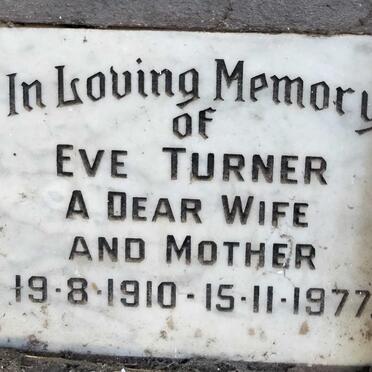 In Loving Memory
of
EVE TURNER
A DEAR WIFE
AND MOTHER
19-8-1910-15-11-1977